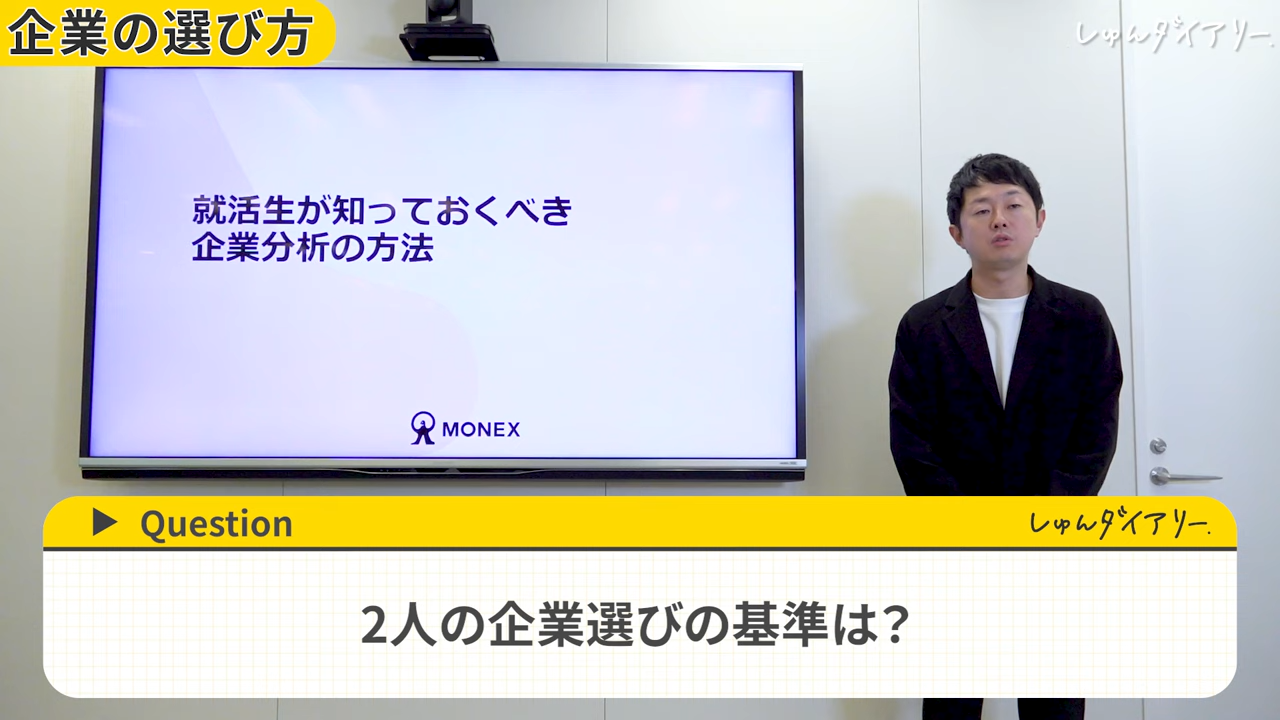 企業の選び方
しゅんダイアリー.
就活生が知っておくべき
企業分析の方法
MONEX
Question
しゅんダイアリー.
2人の企業選びの基準は?